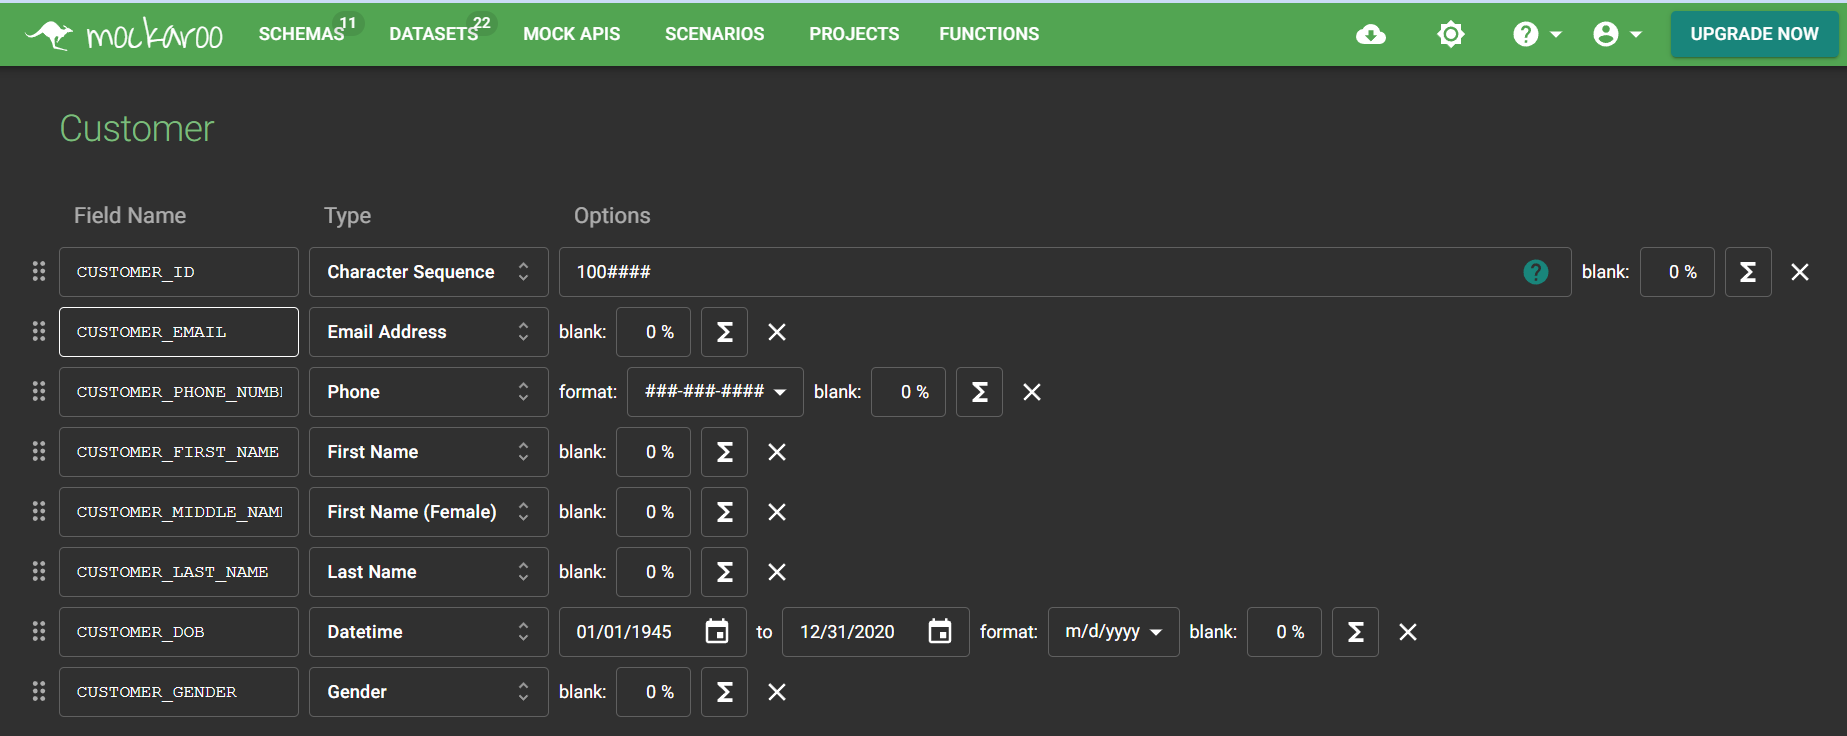 mockaroo SCHEMAS 11 DATASETS 22 MOCK APIS SCENARIOS PROJECTS FUNCTIONS ? UPGRADE NOW
Customer
Field Name Type Options
CUSTOMER_ID Character Sequence 100#### ? blank: 0 % Σ
CUSTOMER_EMAIL Email Address blank: 0 % Σ
CUSTOMER_PHONE_NUMB Phone format: ###-###-#### blank: 0 % Σ
CUSTOMER_FIRST_NAME First Name blank: 0 % Σ
CUSTOMER_MIDDLE_NAM First Name (Female) blank: 0 % Σ
CUSTOMER_LAST_NAME Last Name blank: 0 % Σ
CUSTOMER_DOB Datetime 01/01/1945 to 12/31/2020 format: m/d/yyyy blank: 0 % Σ
CUSTOMER_GENDER Gender blank: 0 % Σ